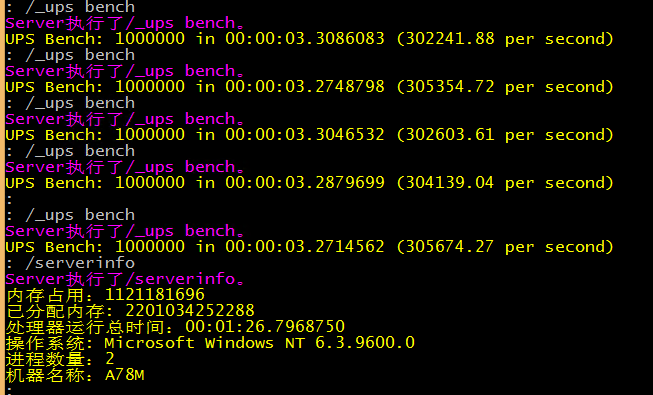 : /_ups bench
Server执行了/_ups bench。
UPS Bench: 1000000 in 00:00:03.3086083 (302241.88 per second)
: /_ups bench
Server执行了/_ups bench。
UPS Bench: 1000000 in 00:00:03.2748798 (305354.72 per second)
: /_ups bench
Server执行了/_ups bench。
UPS Bench: 1000000 in 00:00:03.3046532 (302603.61 per second)
: /_ups bench
Server执行了/_ups bench。
UPS Bench: 1000000 in 00:00:03.2879699 (304139.04 per second)
:
: /_ups bench
Server执行了/_ups bench。
UPS Bench: 1000000 in 00:00:03.2714562 (305674.27 per second)
: /serverinfo
Server执行了/serverinfo。
内存占用：1121181696
已分配内存：2201034252288
处理器运行总时间：00:01:26.7968750
操作系统：Microsoft Windows NT 6.3.9600.0
进程数量：2
机器名称：A78M
: